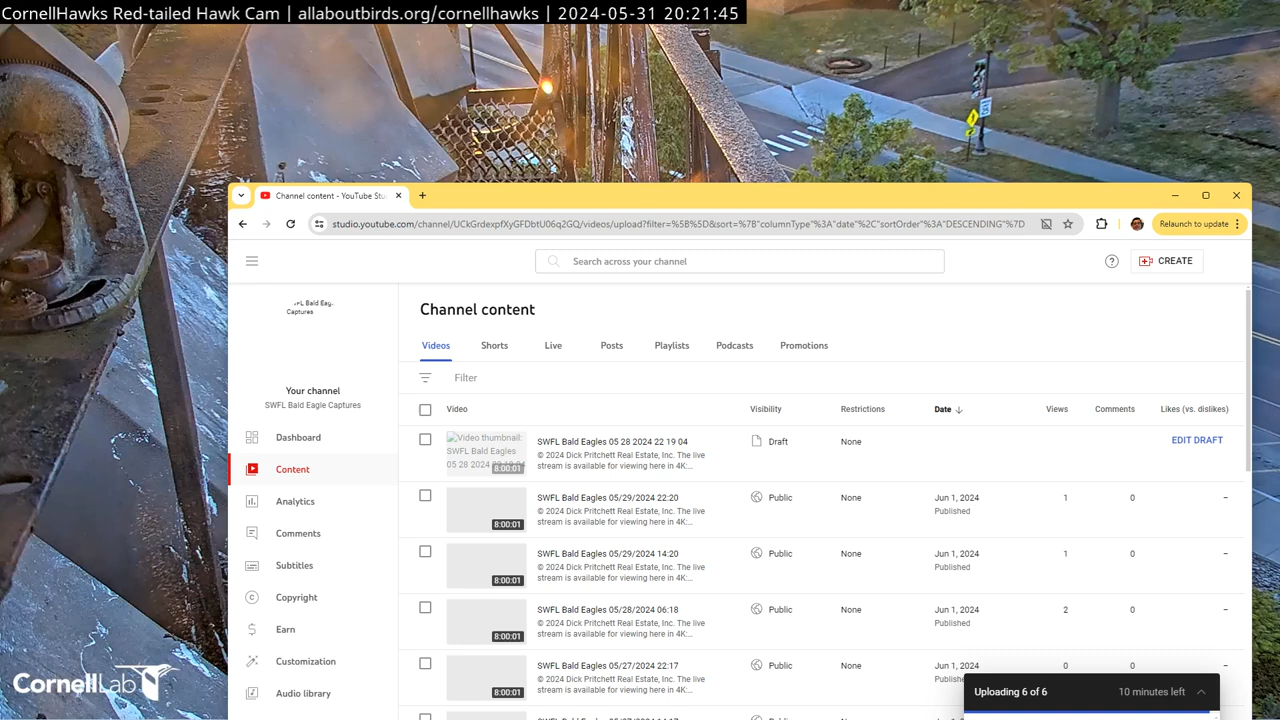 CornellHawks Red-tailed Hawk Cam | allaboutbirds.org/cornellhawks | 2024-05-31 20:21:45
Channel content - YouTube Stu
studio.youtube.com/channel/UCkGrdexpfXyGFDbtU06q2GQ/videos/upload?filter=%5B%5D&sort=%7B"columnType"%3A"date"%2C"sortOrder"%3A"DESCENDING"%7D
Relaunch to update
Search across your channel
CREATE
Captures
Your channel
SWFL Bald Eagle Captures
Dashboard
Content
Analytics
Comments
Subtitles
Copyright
Earn
Customization
Audio library
Channel content
Videos Shorts Live Posts Playlists Podcasts Promotions
Filter
Video Visibility Restrictions Date Views Comments Likes (vs. dislikes)
Video thumbnail:
SWFL Bald Eagles
8:00:01
SWFL Bald Eagles 05 28 2024 22 19 04
© 2024 Dick Pritchett Real Estate, Inc. The live
stream is available for viewing here in 4K:...
Draft None EDIT DRAFT
8:00:01
SWFL Bald Eagles 05/29/2024 22:20
© 2024 Dick Pritchett Real Estate, Inc. The live
stream is available for viewing here in 4K:...
Public None Jun 1, 2024 1 0 –
Published
8:00:01
SWFL Bald Eagles 05/29/2024 14:20
© 2024 Dick Pritchett Real Estate, Inc. The live
stream is available for viewing here in 4K:...
Public None Jun 1, 2024 1 0 –
Published
8:00:01
SWFL Bald Eagles 05/28/2024 06:18
© 2024 Dick Pritchett Real Estate, Inc. The live
stream is available for viewing here in 4K:...
Public None Jun 1, 2024 2 0 –
Published
8:00:01
SWFL Bald Eagles 05/27/2024 22:17
© 2024 Dick Pritchett Real Estate, Inc. The live
stream is available for viewing here in 4K:...
Public None Jun 1, 2024 0 0 –
Uploading 6 of 6 10 minutes left
CornellLab